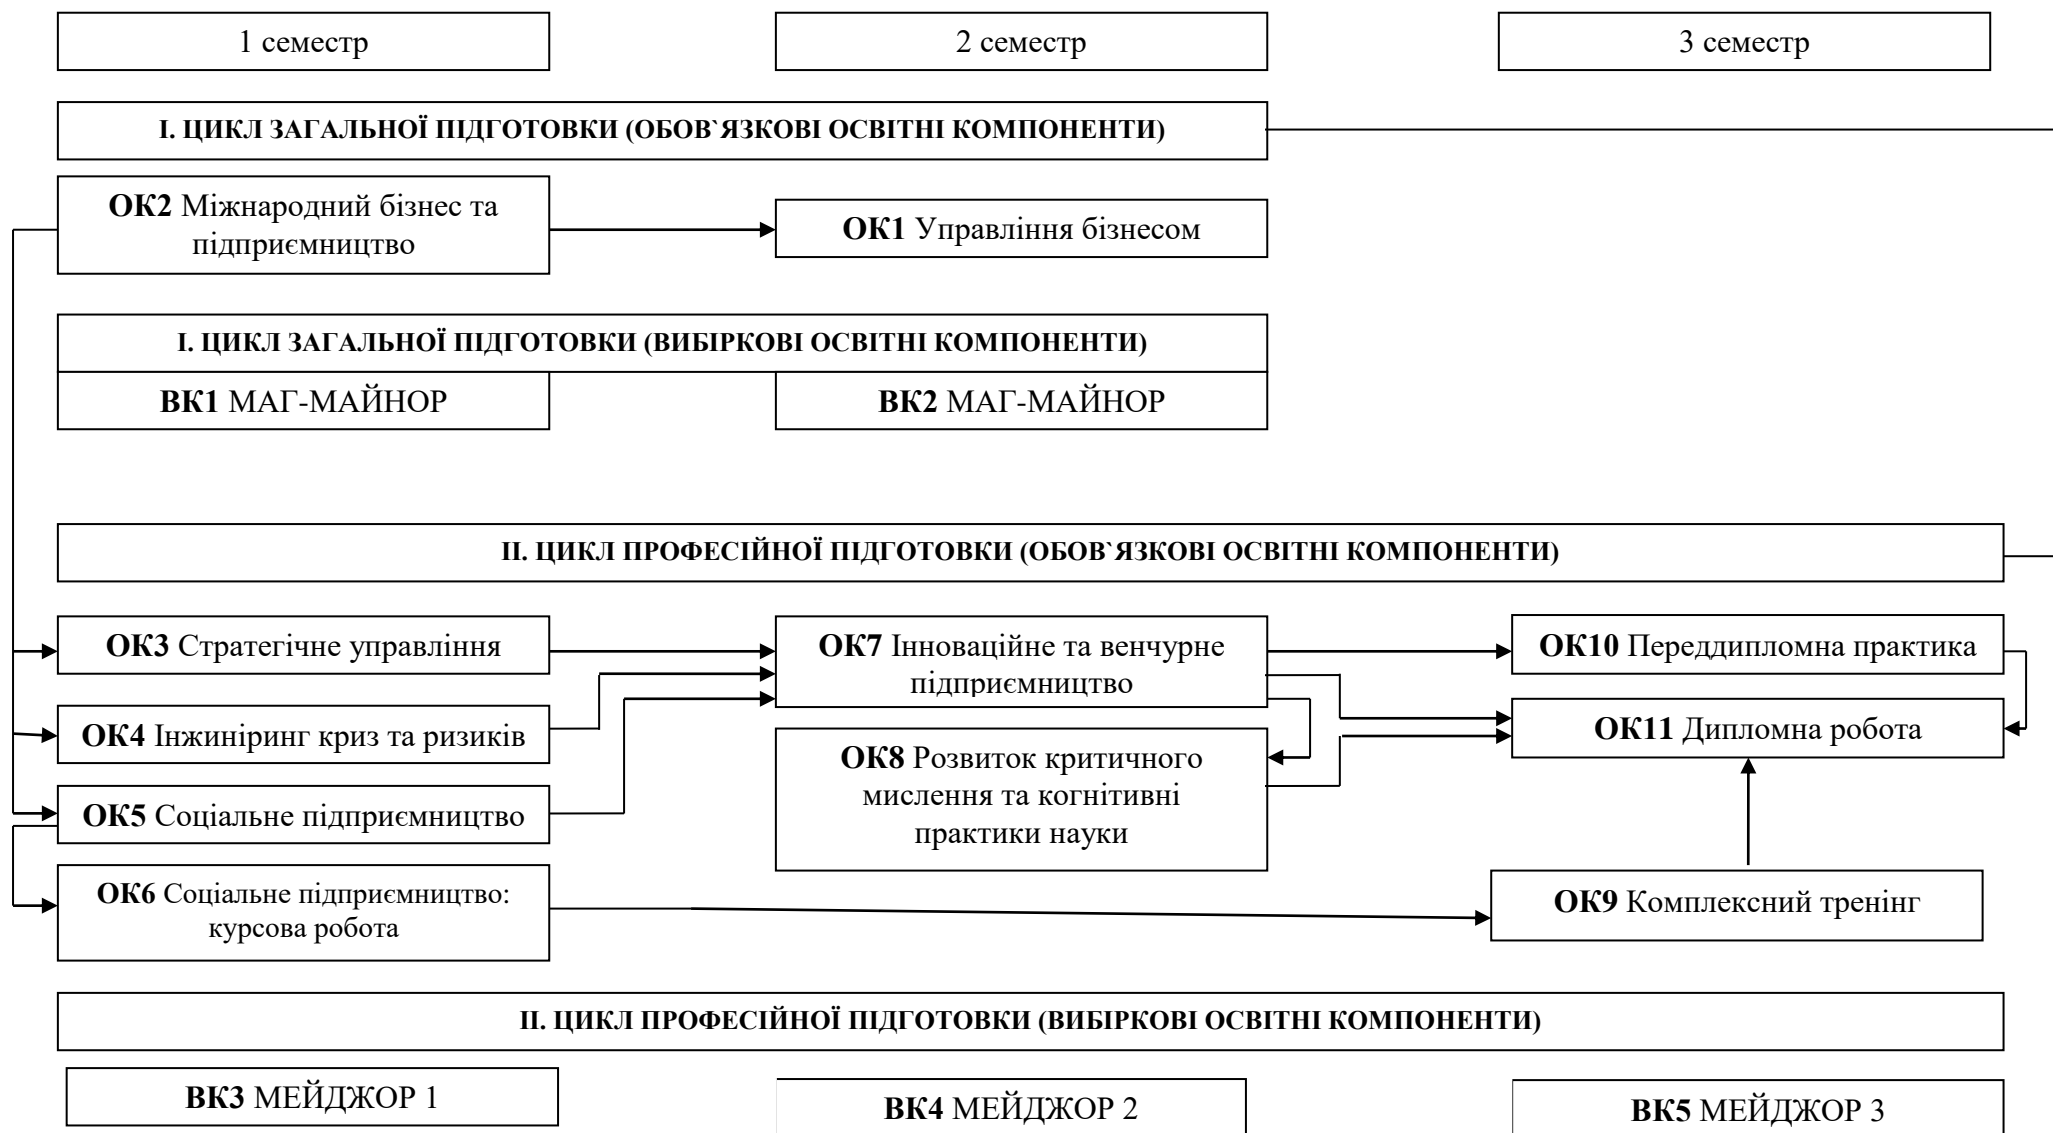 1 семестр
2 семестр
3 семестр
І. ЦИКЛ ЗАГАЛЬНОЇ ПІДГОТОВКИ (ОБОВ`ЯЗКОВІ ОСВІТНІ КОМПОНЕНТИ)
ОК2 Міжнародний бізнес та
підприємництво
ОК1 Управління бізнесом
І. ЦИКЛ ЗАГАЛЬНОЇ ПІДГОТОВКИ (ВИБІРКОВІ ОСВІТНІ КОМПОНЕНТИ)
ВК1 МАГ-МАЙНОР
ВК2 МАГ-МАЙНОР
ІІ. ЦИКЛ ПРОФЕСІЙНОЇ ПІДГОТОВКИ (ОБОВ`ЯЗКОВІ ОСВІТНІ КОМПОНЕНТИ)
ОК3 Стратегічне управління
ОК7 Інноваційне та венчурне
підприємництво
ОК10 Переддипломна практика
ОК4 Інжиніринг криз та ризиків
ОК11 Дипломна робота
ОК8 Розвиток критичного
мислення та когнітивні
практики науки
ОК5 Соціальне підприємництво
ОК6 Соціальне підприємництво:
курсова робота
ОК9 Комплексний тренінг
ІІ. ЦИКЛ ПРОФЕСІЙНОЇ ПІДГОТОВКИ (ВИБІРКОВІ ОСВІТНІ КОМПОНЕНТИ)
ВК3 МЕЙДЖОР 1
ВК4 МЕЙДЖОР 2
ВК5 МЕЙДЖОР 3